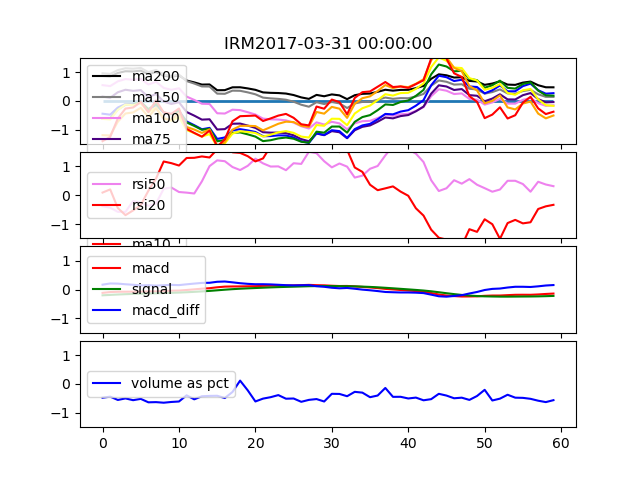 IRM2017-03-31 00:00:00
1
0
−1
ma200
ma150
ma100
ma75
1
0
−1
rsi50
rsi20
ma10
1
0
−1
macd
signal
macd_diff
1
0
−1
volume as pct
0 10 20 30 40 50 60